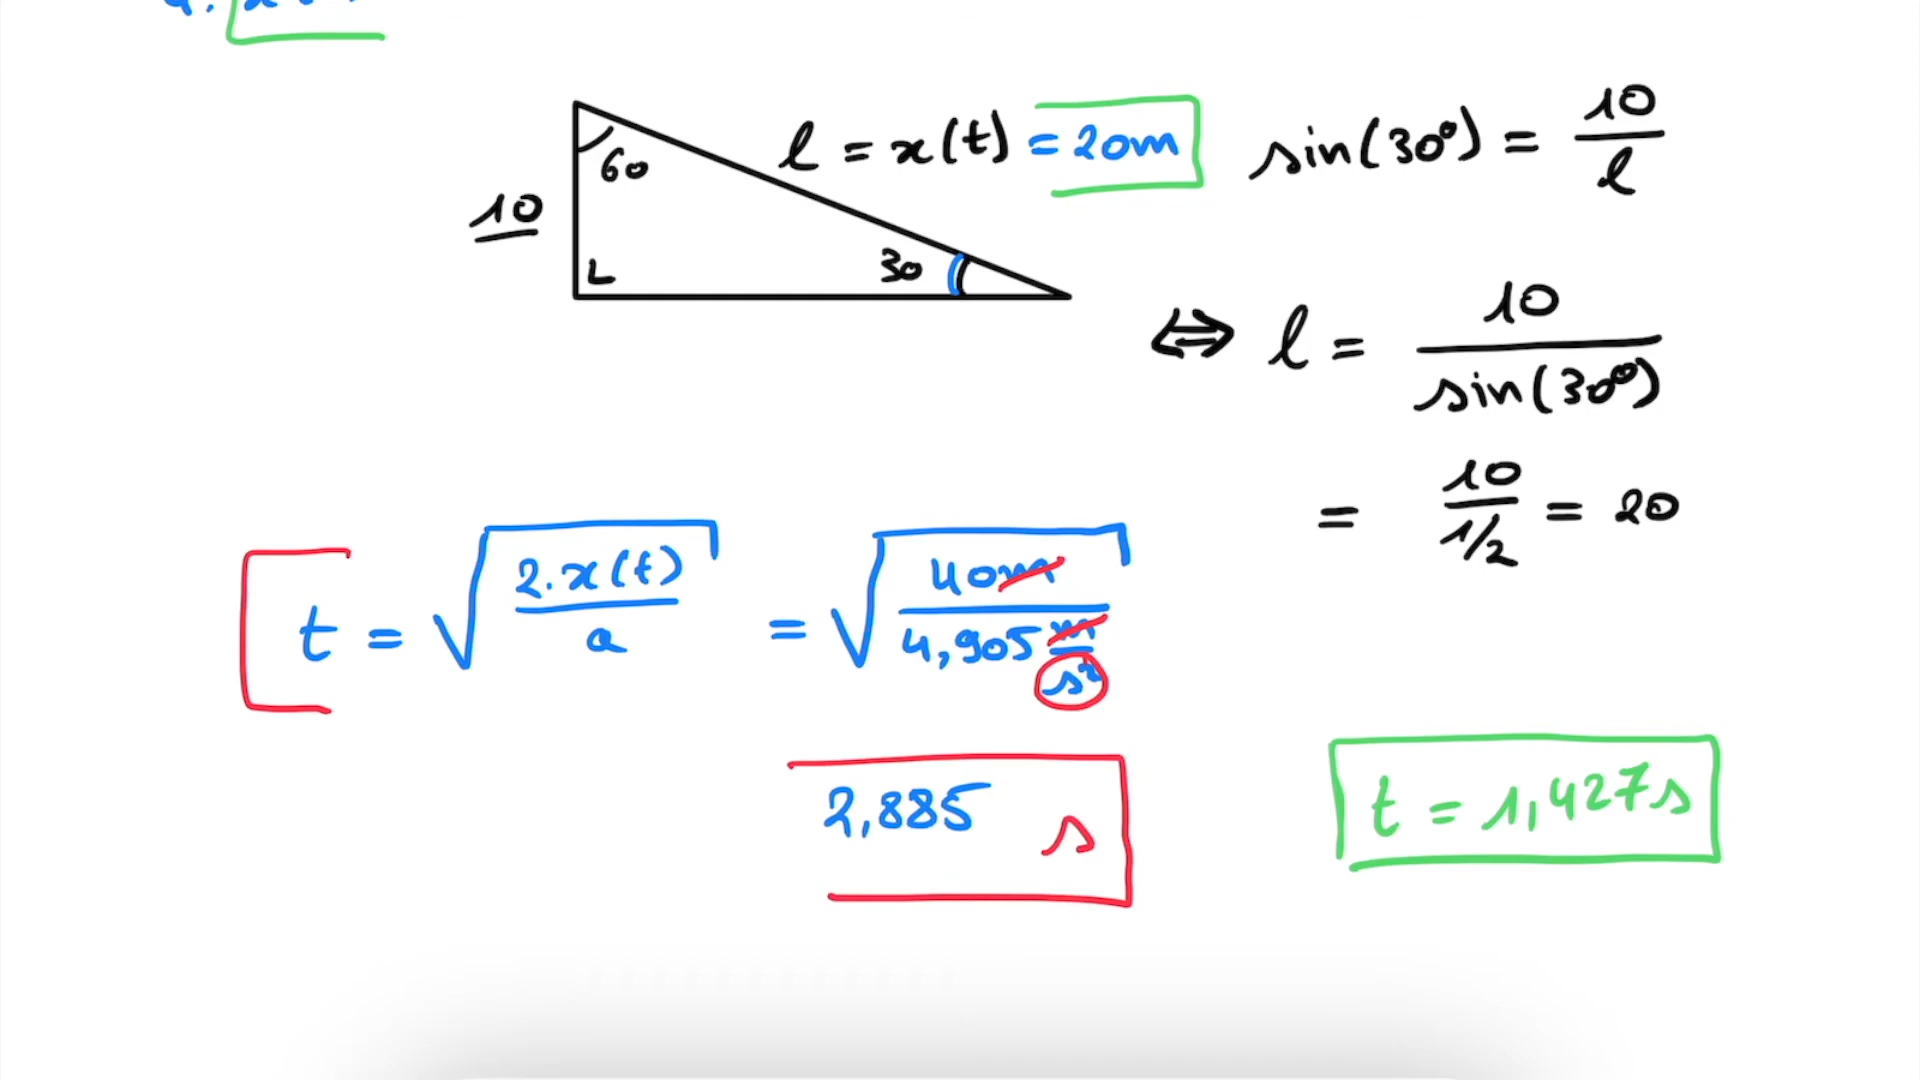 l = x(t) = 20m
sin(30°) = 10/l
60
10
30
⇔ l = 10/sin(30°)
= 10/1/2 = 20
t = √(2·x(t)/a) = √(40m/4,905 m/s²)
2,885 s
t = 1,427s